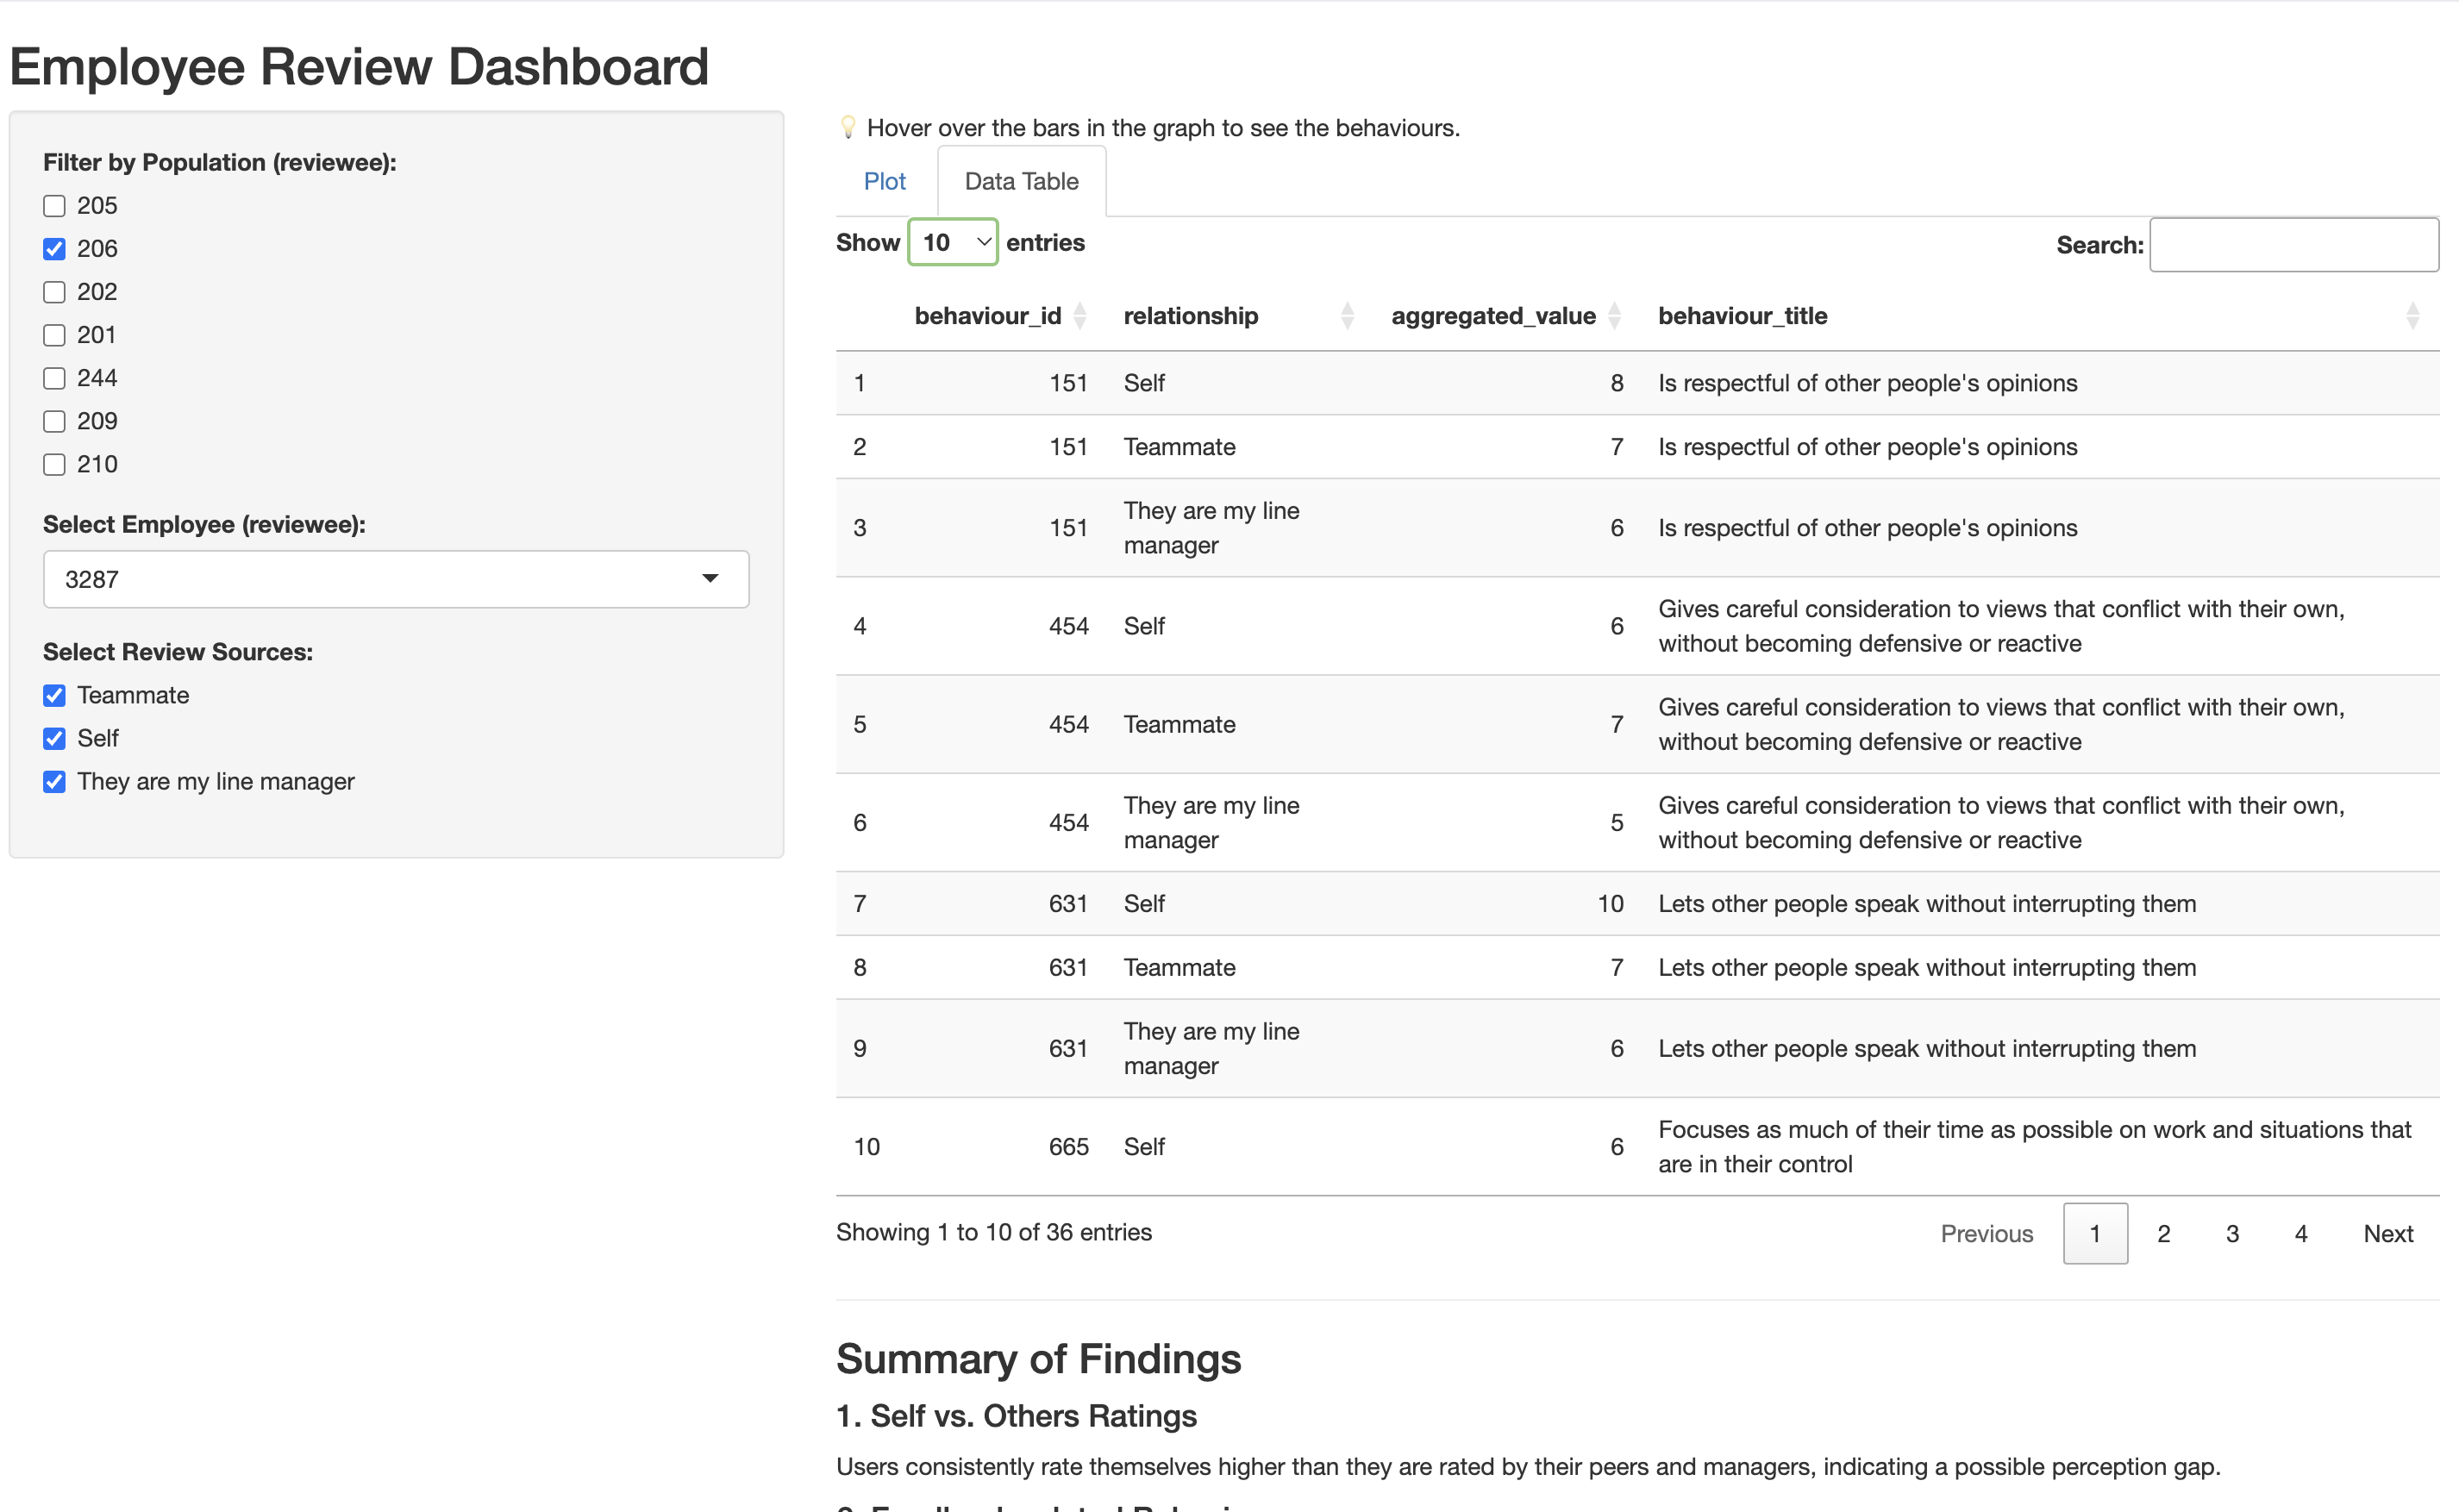 Employee Review Dashboard
Filter by Population (reviewee):
205
206
202
201
244
209
210
Select Employee (reviewee):
3287
Select Review Sources:
Teammate
Self
They are my line manager
💡 Hover over the bars in the graph to see the behaviours.
Plot Data Table
Show 10 entries Search:
behaviour_id relationship aggregated_value behaviour_title
1 151 Self 8 Is respectful of other people's opinions
2 151 Teammate 7 Is respectful of other people's opinions
They are my line
3 151 6 Is respectful of other people's opinions
manager
Gives careful consideration to views that conflict with their own,
4 454 Self 6
without becoming defensive or reactive
Gives careful consideration to views that conflict with their own,
5 454 Teammate 7
without becoming defensive or reactive
They are my line Gives careful consideration to views that conflict with their own,
6 454 5
manager without becoming defensive or reactive
7 631 Self 10 Lets other people speak without interrupting them
8 631 Teammate 7 Lets other people speak without interrupting them
They are my line
9 631 6 Lets other people speak without interrupting them
manager
Focuses as much of their time as possible on work and situations that
10 665 Self 6
are in their control
Showing 1 to 10 of 36 entries Previous 1 2 3 4 Next
Summary of Findings
1. Self vs. Others Ratings
Users consistently rate themselves higher than they are rated by their peers and managers, indicating a possible perception gap.